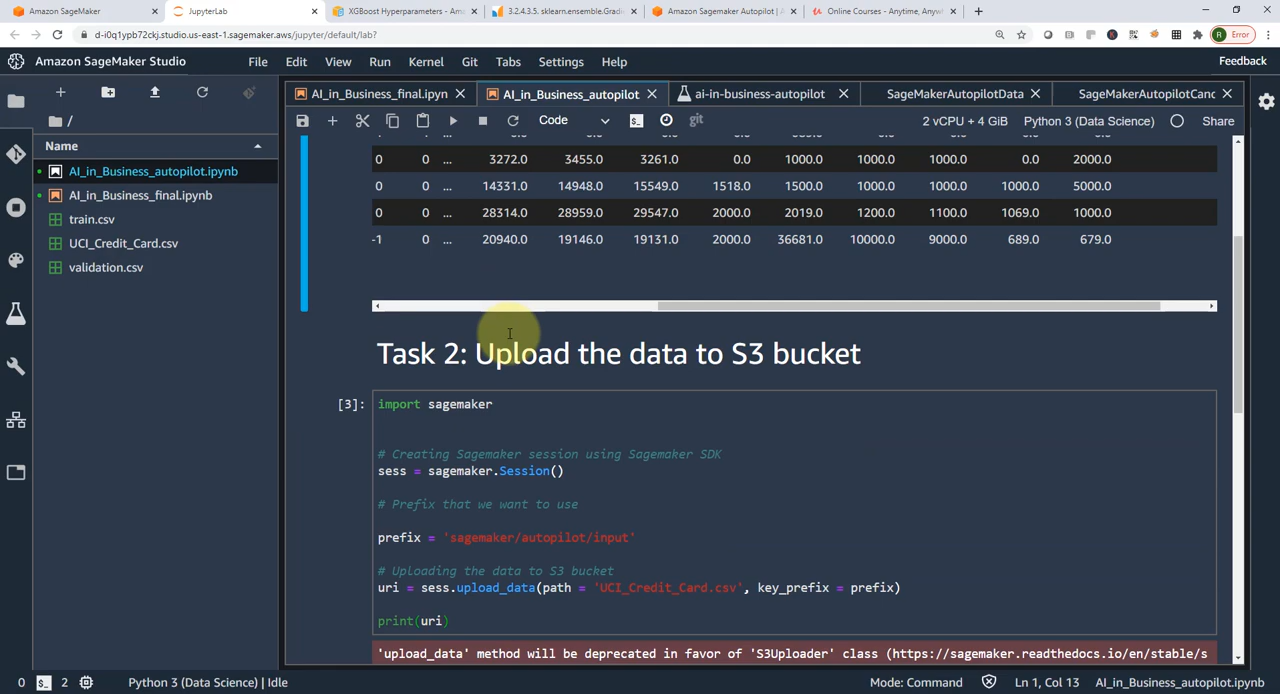 Amazon SageMaker
JupyterLab
XGBoost Hyperparameters - Ama
3.2.4.3.5. sklearn.ensemble.Gradie
Amazon Sagemaker Autopilot | A
Online Courses - Anytime, Anyw
d-i0q1ypb72ckj.studio.us-east-1.sagemaker.aws/jupyter/default/lab?
R Error
Amazon SageMaker Studio
File Edit View Run Kernel Git Tabs Settings Help
Feedback
AI_in_Business_final.ipyn
AI_in_Business_autopilot
ai-in-business-autopilot
SageMakerAutopilotData
SageMakerAutopilotCanc
Code
git
2 vCPU + 4 GiB Python 3 (Data Science) Share
/
Name
AI_in_Business_autopilot.ipynb
AI_in_Business_final.ipynb
train.csv
UCI_Credit_Card.csv
validation.csv
0 0 ... 3272.0 3455.0 3261.0 0.0 1000.0 1000.0 1000.0 0.0 2000.0
0 0 ... 14331.0 14948.0 15549.0 1518.0 1500.0 1000.0 1000.0 1000.0 5000.0
0 0 ... 28314.0 28959.0 29547.0 2000.0 2019.0 1200.0 1100.0 1069.0 1000.0
-1 0 ... 20940.0 19146.0 19131.0 2000.0 36681.0 10000.0 9000.0 689.0 679.0
Task 2: Upload the data to S3 bucket
[3]: import sagemaker
# Creating Sagemaker session using Sagemaker SDK
sess = sagemaker.Session()
# Prefix that we want to use
prefix = 'sagemaker/autopilot/input'
# Uploading the data to S3 bucket
uri = sess.upload_data(path = 'UCI_Credit_Card.csv', key_prefix = prefix)
print(uri)
'upload_data' method will be deprecated in favor of 'S3Uploader' class (https://sagemaker.readthedocs.io/en/stable/s
0 2 Python 3 (Data Science) | Idle
Mode: Command Ln 1, Col 13 AI_in_Business_autopilot.ipynb